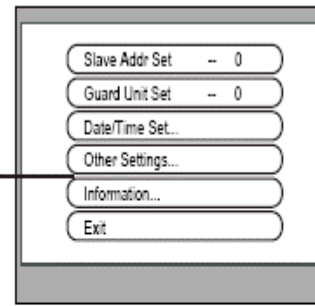 Slave Addr Set -- 0
Guard Unit Set -- 0
Date/Time Set...
Other Settings...
Information...
Exit